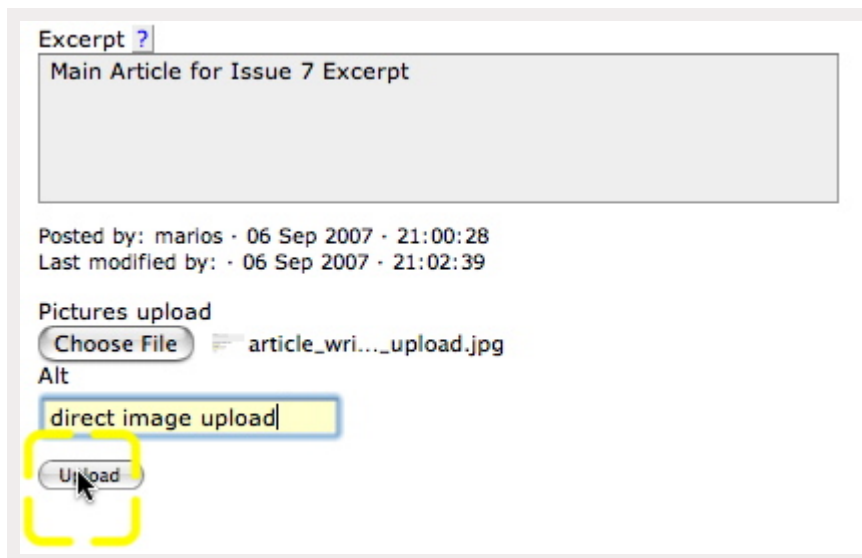 Excerpt ?
Main Article for Issue 7 Excerpt
Posted by: marios · 06 Sep 2007 · 21:00:28
Last modified by: · 06 Sep 2007 · 21:02:39
Pictures upload
Choose File article_wri..._upload.jpg
Alt
direct image upload
Upload